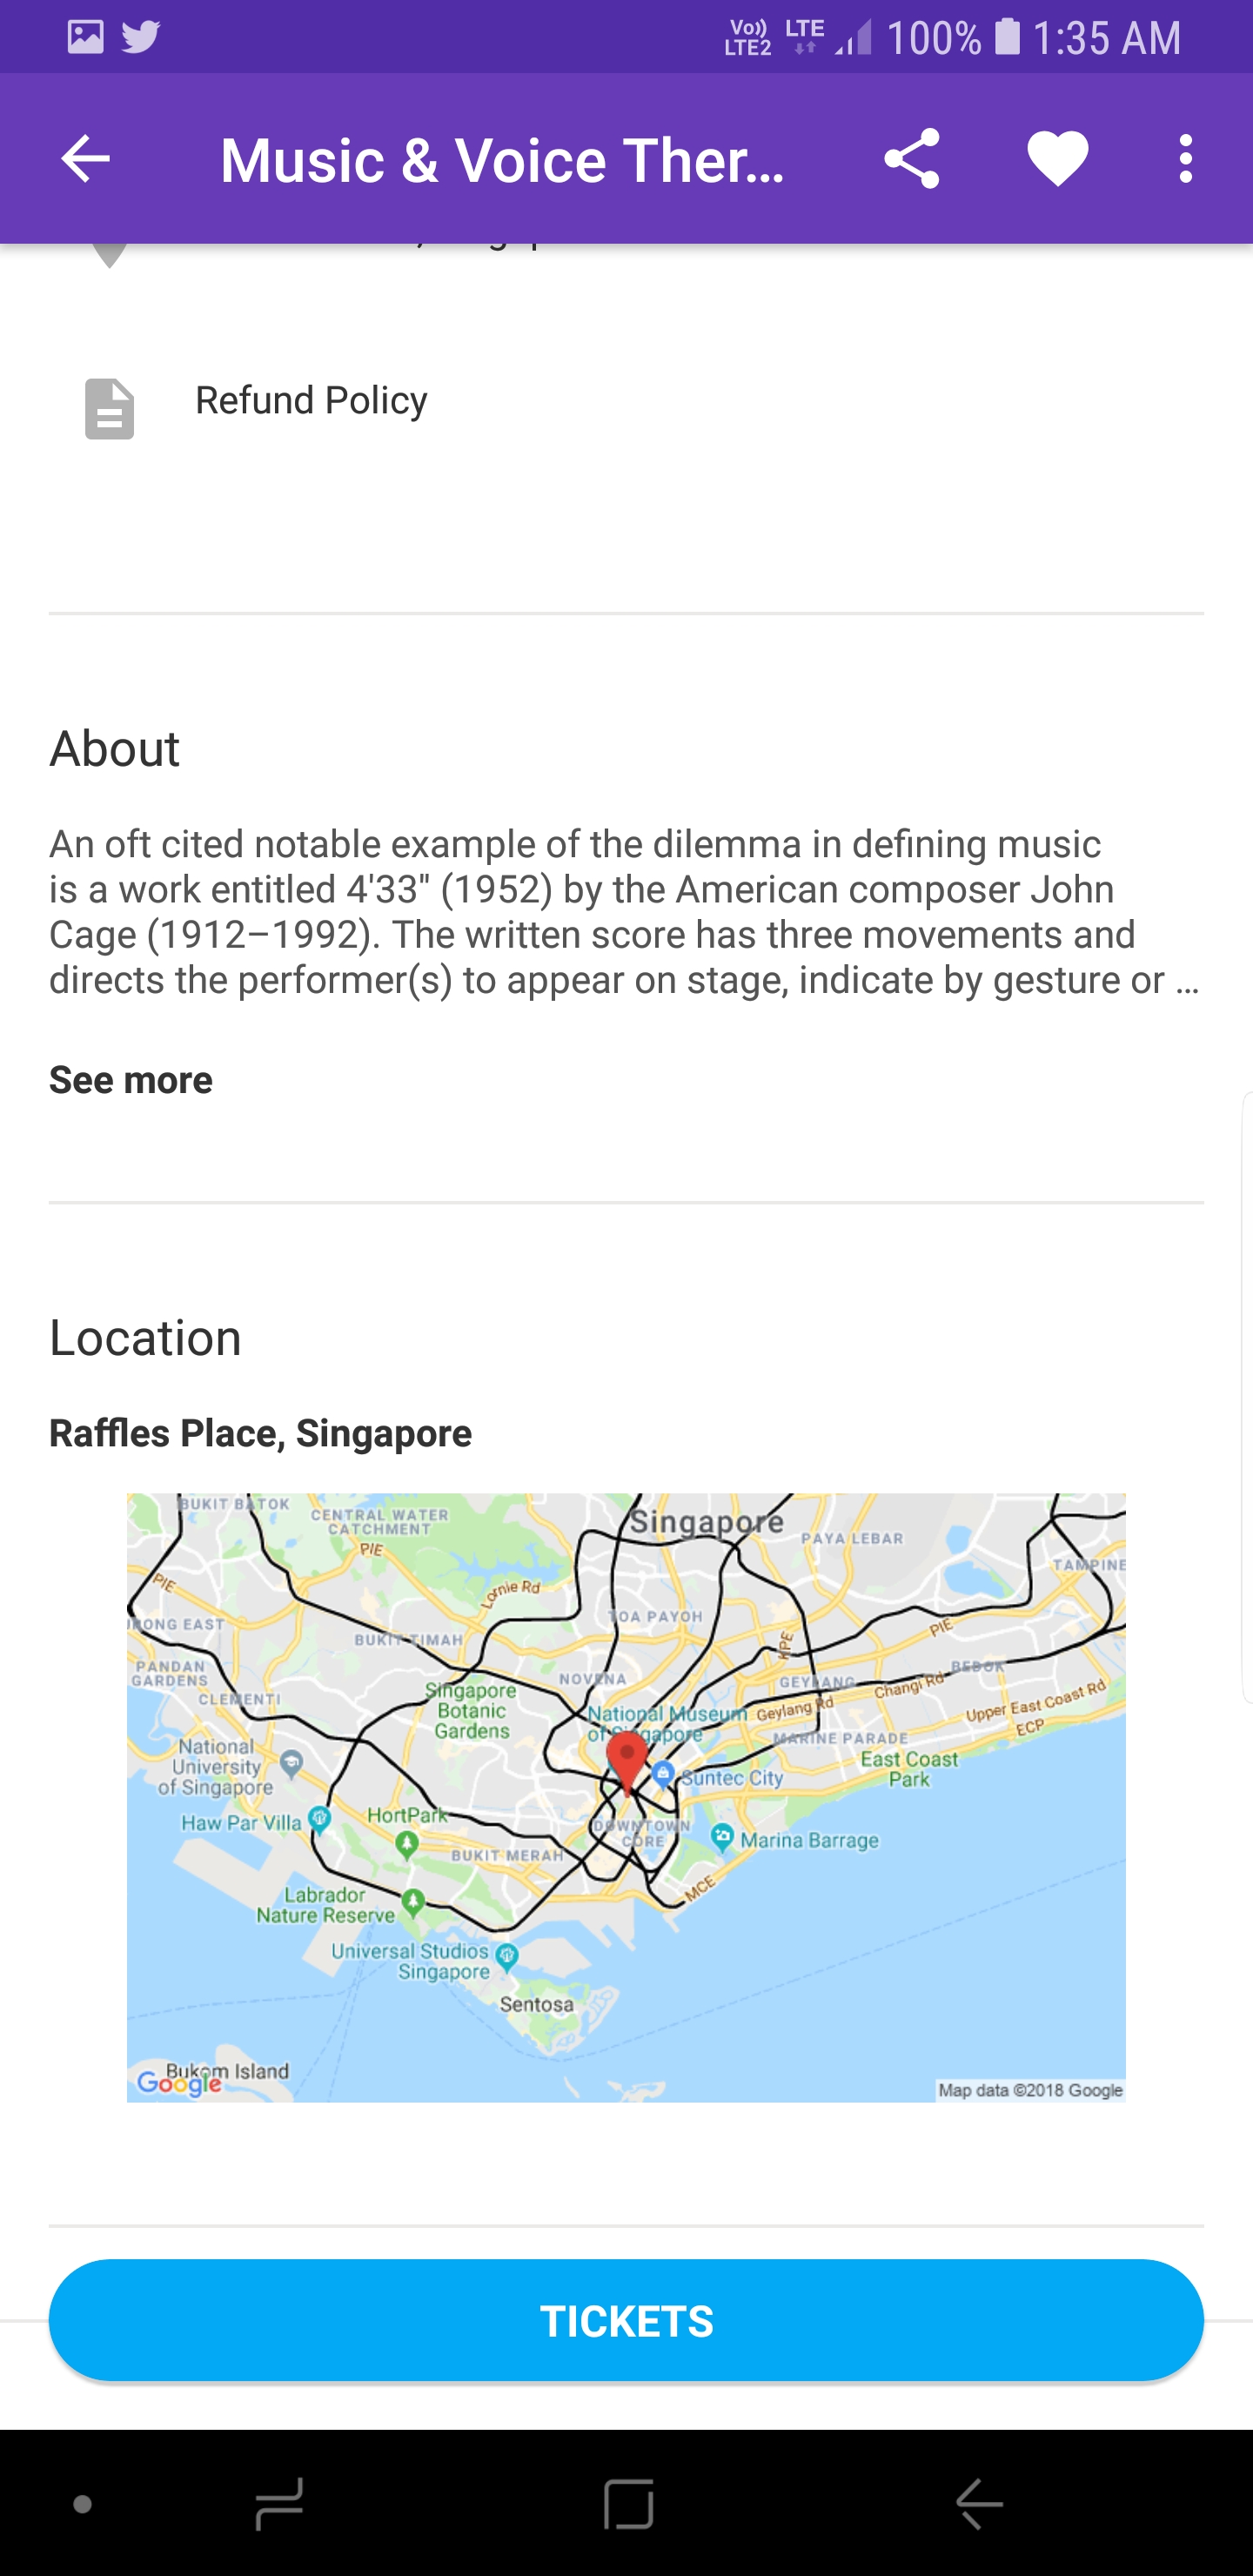 Vo)) LTE2 LTE 100% 1:35 AM
Music & Voice Ther...
Refund Policy
About
An oft cited notable example of the dilemma in defining music
is a work entitled 4'33" (1952) by the American composer John
Cage (1912–1992). The written score has three movements and
directs the performer(s) to appear on stage, indicate by gesture or ...
See more
Location
Raffles Place, Singapore
BUKIT BATOK
CENTRAL WATER
CATCHMENT
Singapore
PAYA LEBAR
PIE
TAMPINE
PIE
Lornie Rd
TOA PAYOH
RONG EAST
BUKIT TIMAH
KPE
PIE
PANDAN
GARDENS
NOVENA
GEYLANG
BEDOK
CLEMENTI
Changi Rd
Singapore
Botanic
Gardens
National Museum
of Singapore
Geylang Rd
Upper East Coast Rd
ECP
MARINE PARADE
National
University
of Singapore
East Coast
Park
Suntec City
Haw Par Villa
HortPark
DOWNTOWN
CORE
Marina Barrage
BUKIT MERAH
MCE
Labrador
Nature Reserve
Universal Studios
Singapore
Sentosa
Bukom Island
Google
Map data ©2018 Google
TICKETS